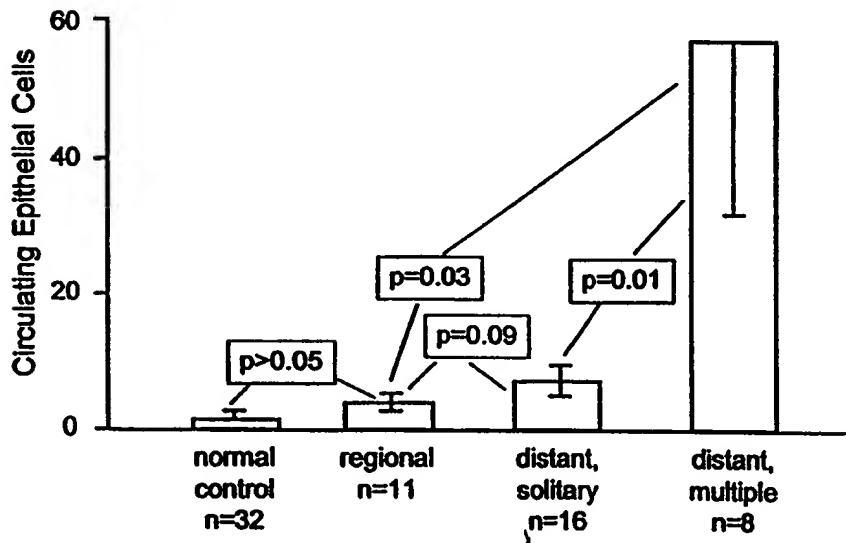 Circulating Epithelial Cells
60
40
20
0
p>0.05
p=0.03
p=0.09
p=0.01
normal
control
n=32
regional
n=11
distant,
solitary
n=16
distant,
multiple
n=8